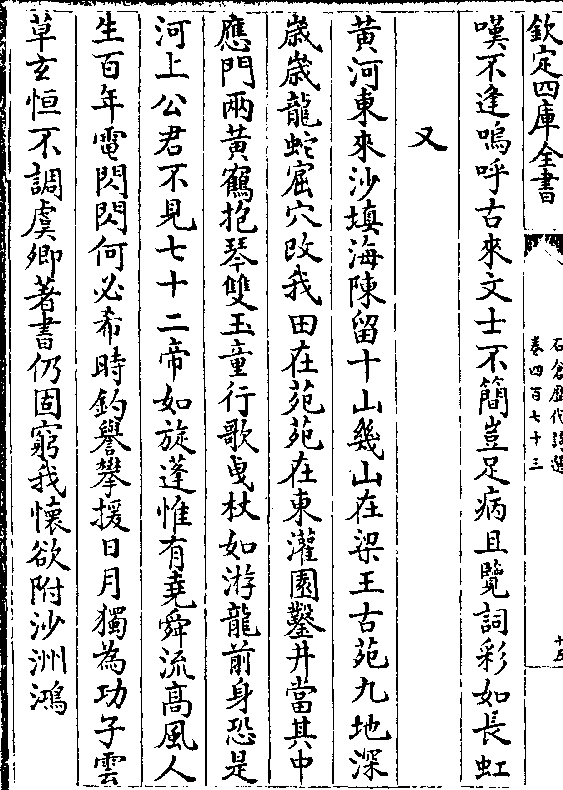 欽定四庫全書
石倉歷代詩選
卷四百七十三
十五
嘆不逢嗚呼古來文士不簡豈足病且覽詞彩如長虹
又
黃河東來沙填海陳留十山幾山在梁王古苑九地深
歳歳龍蛇窟穴改我田在苑苑在東灌園鑿井當其中
應門兩黃鶴抱琴雙玉童行歌曳杖如游龍前身恐是
河上公君不見七十二帝如旋蓬惟有堯舜流髙風人
生百年電閃閃何必希時釣譽攀援日月獨為功子雲
草玄恒不調虞卿著書仍固窮我懷欲附沙洲鴻